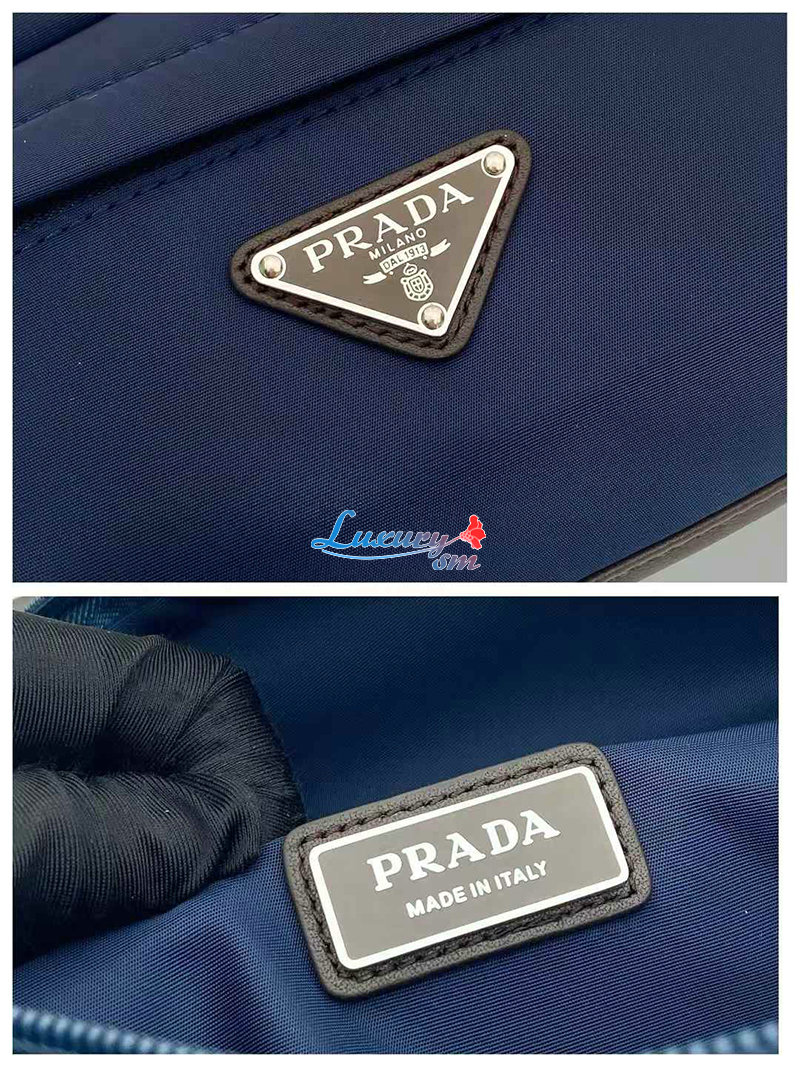 PRADA
MILANO
DAL 1913
Luxury
sm
PRADA
MADE IN ITALY